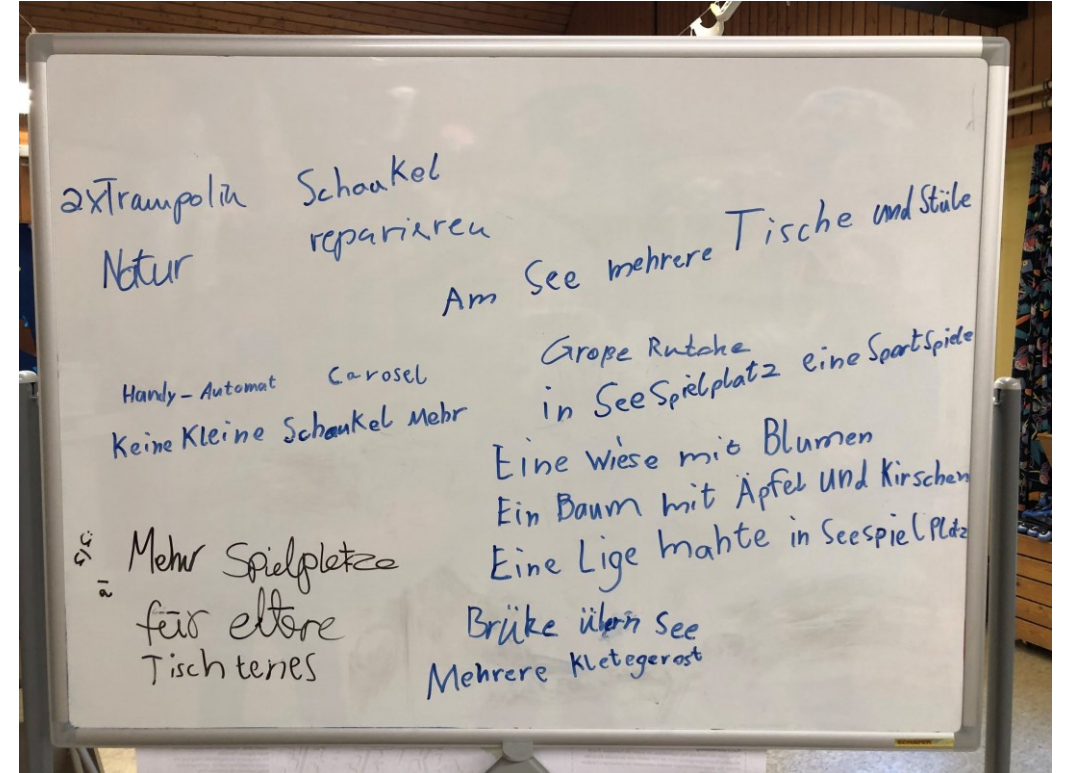 2xTrampolin
Natur
Schaukel
reparieren
Am See mehrere Tische und Stüle
Handy-Automat
Carosel
Keine Kleine Schaukel Mehr
Große Rutche
in See Spielplatz eine Sportspiele
Eine Wiese mit Blumen
Ein Baum mit Äpfel und Kirschen
Eine Lige mahte in Seespielplatz
Mehr Spielpletze
für eltere
Tischtenes
Brüke übern See
Mehrere Kletegerost